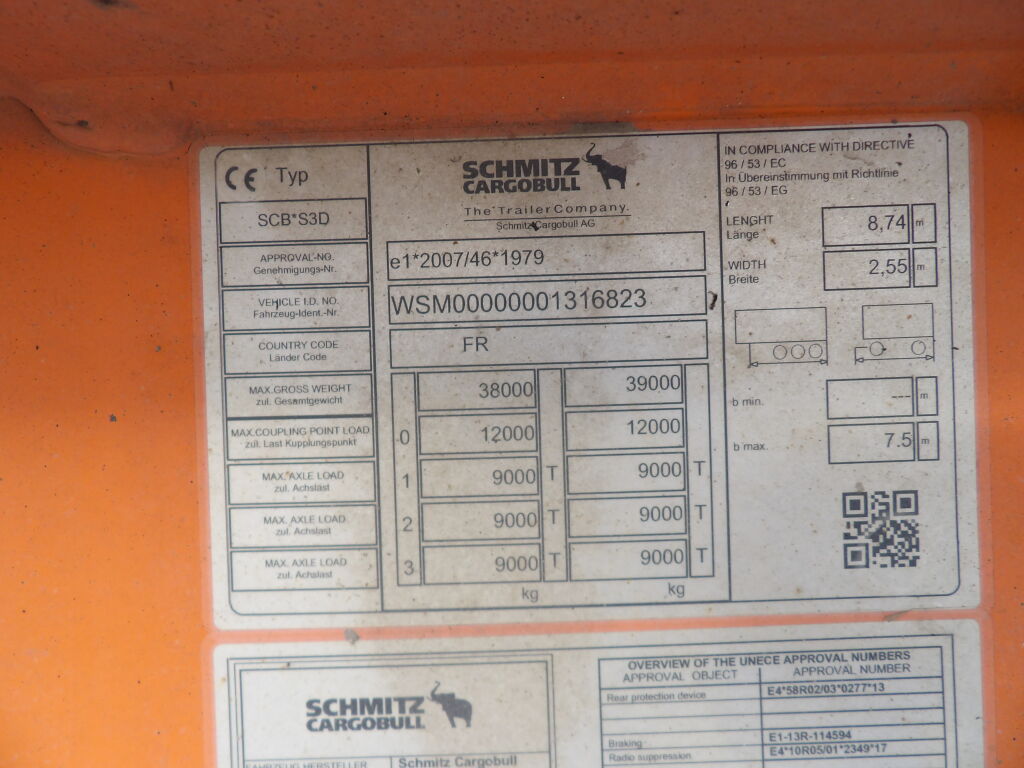 CE Typ
SCB*S3D
APPROVAL-NO.
Genehmigungs-Nr.
VEHICLE I.D. NO.
Fahrzeug-Ident.-Nr.
COUNTRY CODE
Länder Code
MAX.GROSS WEIGHT
zul. Gesamtgewicht
MAX.COUPLING POINT LOAD
zul. Last Kupplungspunkt
MAX. AXLE LOAD
zul. Achslast
MAX. AXLE LOAD
zul. Achslast
MAX. AXLE LOAD
zul. Achslast
SCHMITZ
CARGOBULL
The Trailer Company.
Schmitz Cargobull AG
e1*2007/46*1979
WSM00000001316823
FR
38000 39000
0 12000 12000
1 9000 T 9000 T
2 9000 T 9000 T
3 9000 T 9000 T
kg kg
IN COMPLIANCE WITH DIRECTIVE
96 / 53 / EC
In Übereinstimmung mit Richtlinie
96 / 53 / EG
LENGHT
Länge
8,74 m
WIDTH
Breite
2,55 m
b min. --- m
b max. 7.5 m
SCHMITZ
CARGOBULL
FAHRZEUG-HERSTELLER Schmitz Cargobull
OVERVIEW OF THE UNECE APPROVAL NUMBERS
APPROVAL OBJECT APPROVAL NUMBER
Rear protection device E4*58R02/03*0277*13
Braking E1-13R-114594
Radio suppression E4*10R05/01*2349*17